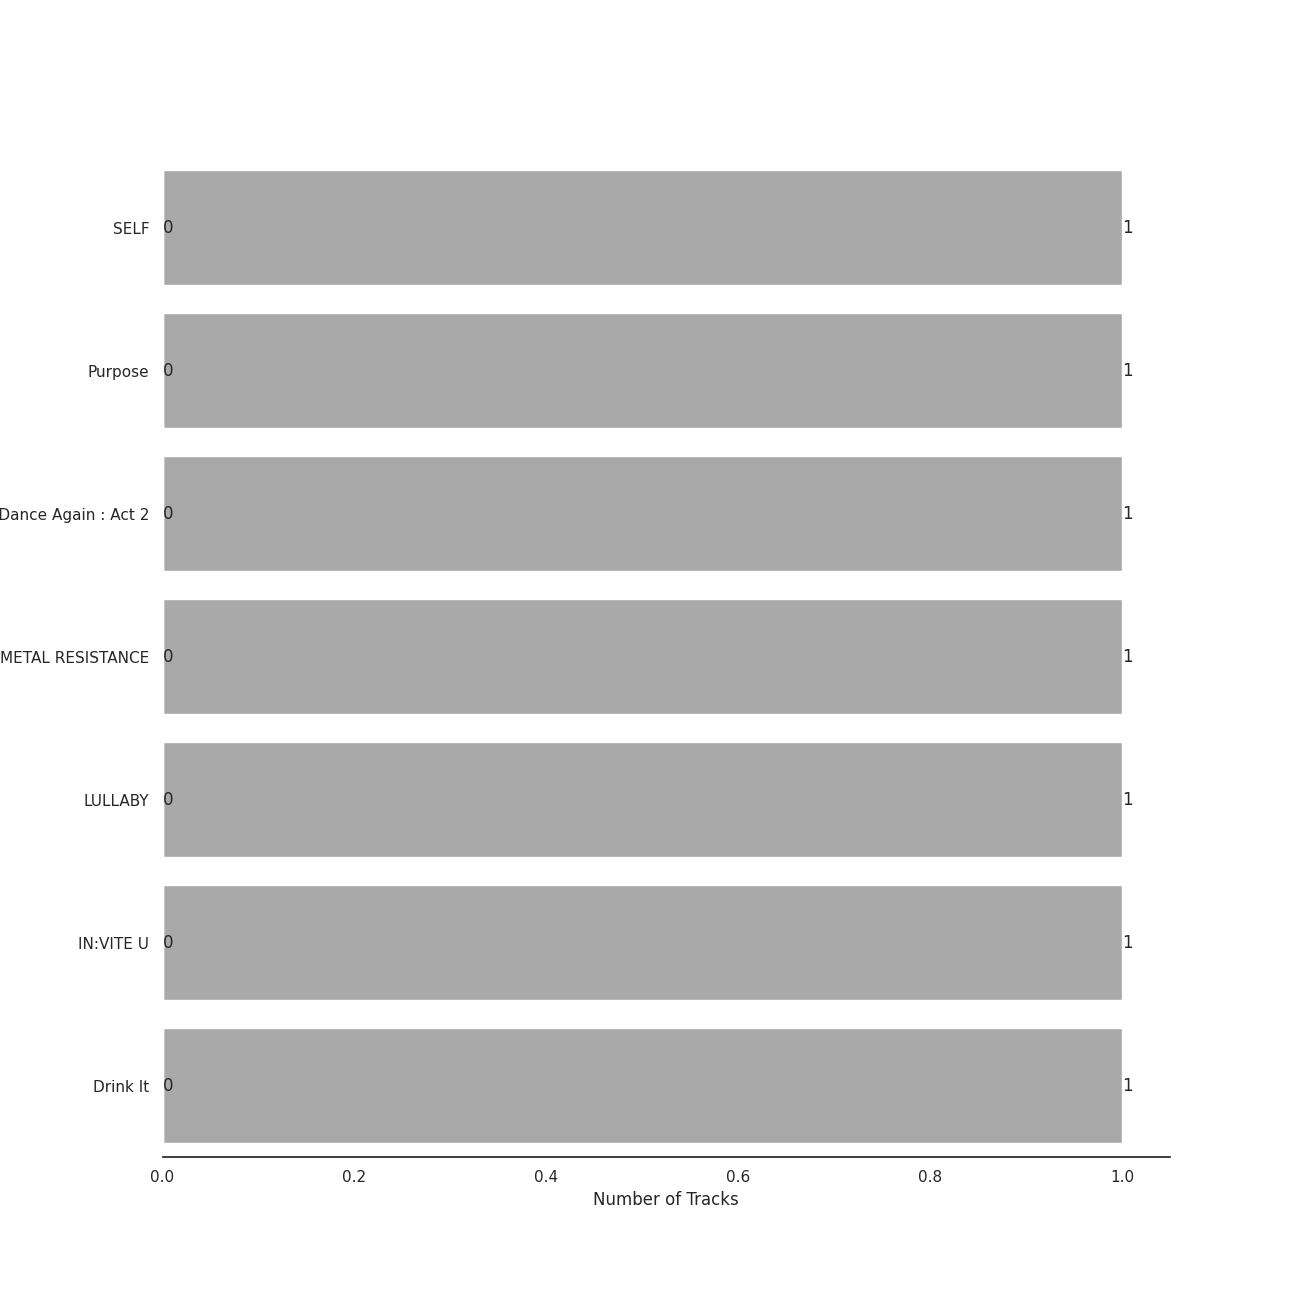 SELF 0 1
Purpose 0 1
Dance Again : Act 2 0 1
METAL RESISTANCE 0 1
LULLABY 0 1
IN:VITE U 0 1
Drink It 0 1
0.0 0.2 0.4 0.6 0.8 1.0
Number of Tracks